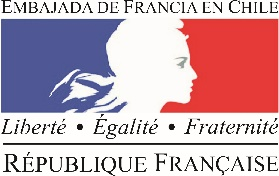 EMBAJADA DE FRANCIA EN CHILE
Liberté • Égalité • Fraternité
RÉPUBLIQUE FRANÇAISE